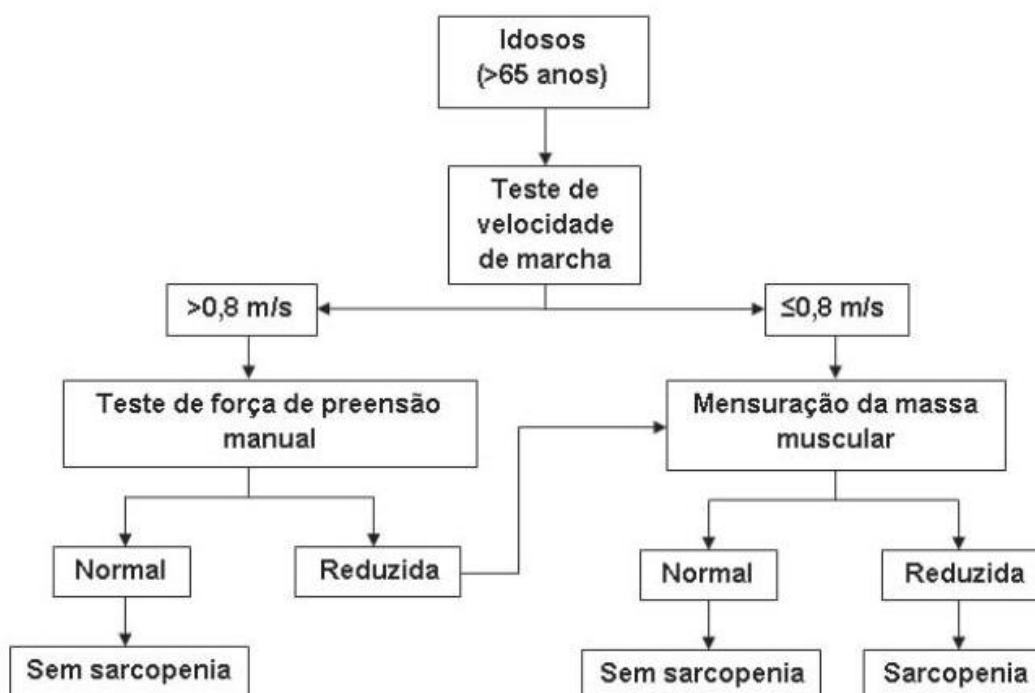 Idosos
(>65 anos)
Teste de
velocidade
de marcha
>0,8 m/s
≤0,8 m/s
Teste de força de preensão
manual
Mensuração da massa
muscular
Normal
Reduzida
Normal
Reduzida
Sem sarcopenia
Sem sarcopenia
Sarcopenia